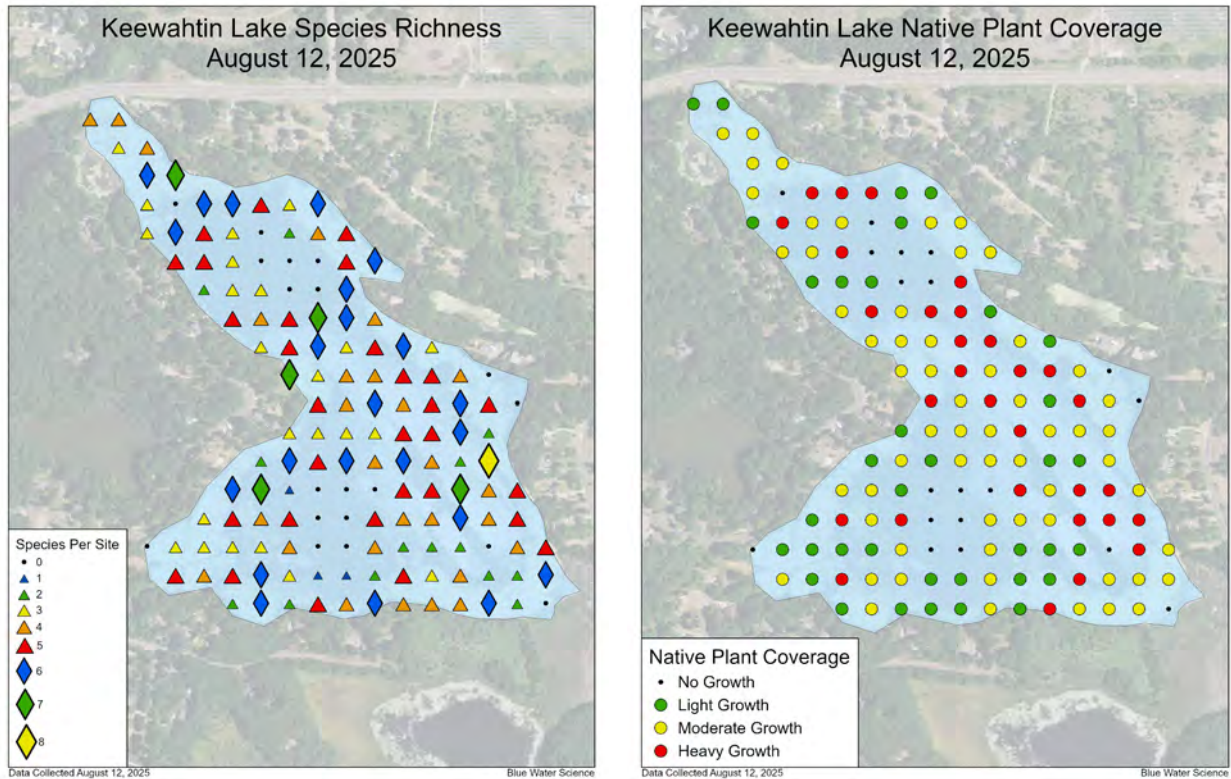 Keewahtin Lake Species Richness
August 12, 2025
Species Per Site
0
1
2
3
4
5
6
7
8
Data Collected August 12, 2025
Blue Water Science
Keewahtin Lake Native Plant Coverage
August 12, 2025
Native Plant Coverage
No Growth
Light Growth
Moderate Growth
Heavy Growth
Data Collected August 12, 2025
Blue Water Science